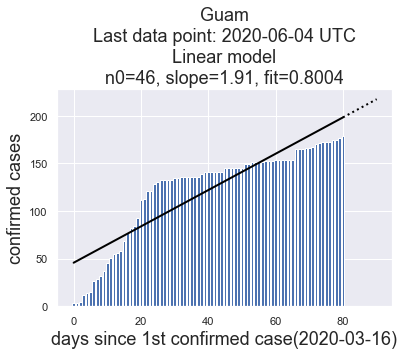 Guam
Last data point: 2020-06-04 UTC
Linear model
n0=46, slope=1.91, fit=0.8004
200
150
100
50
0
confirmed cases
0 20 40 60 80
days since 1st confirmed case(2020-03-16)